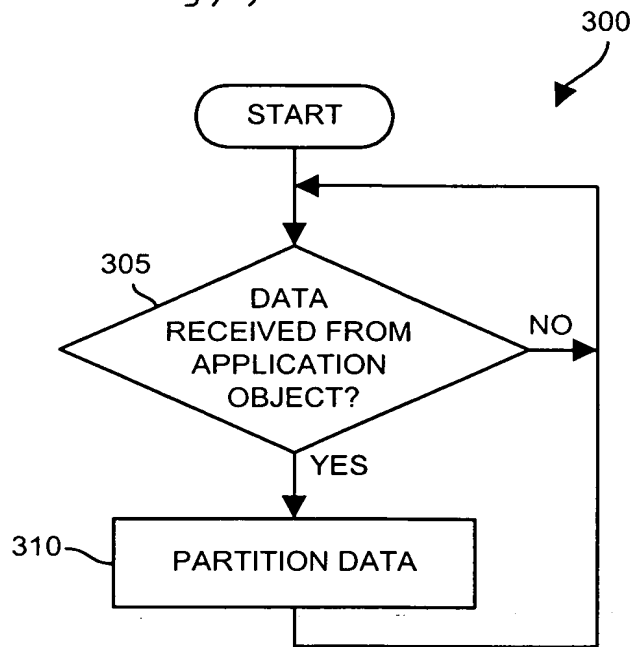 300
START
305
DATA
RECEIVED FROM
APPLICATION
OBJECT?
NO
YES
310
PARTITION DATA